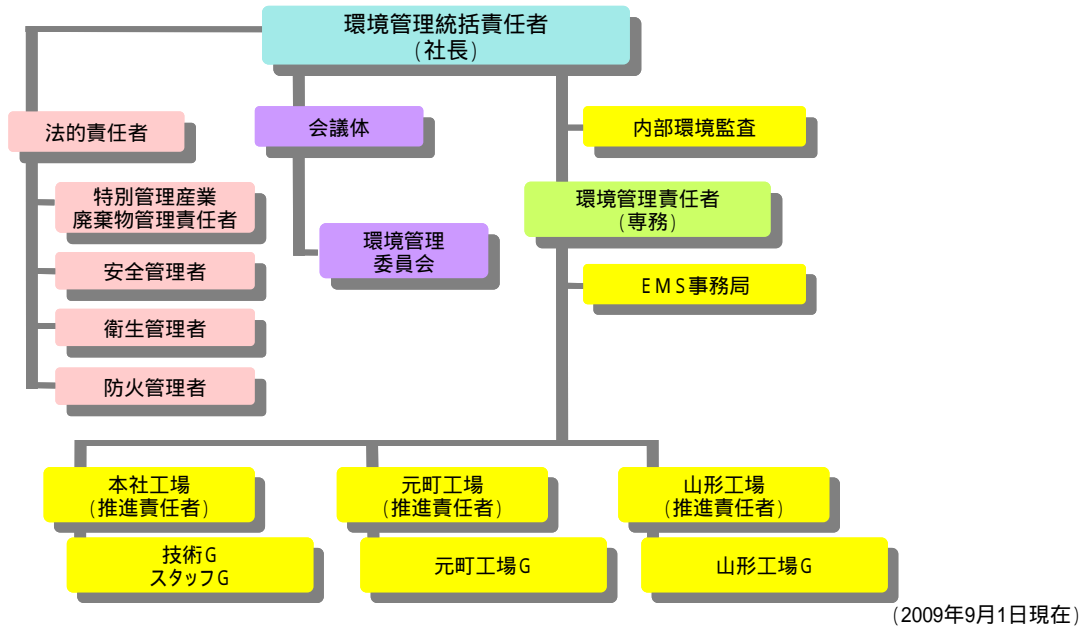 環境管理統括責任者
(社長)
法的責任者
会議体
内部環境監査
特別管理産業
廃棄物管理責任者
環境管理責任者
(専務)
環境管理
委員会
安全管理者
EMS事務局
衛生管理者
防火管理者
本社工場
(推進責任者)
元町工場
(推進責任者)
山形工場
(推進責任者)
技術G
スタッフG
元町工場G
山形工場G
(2009年9月1日現在)